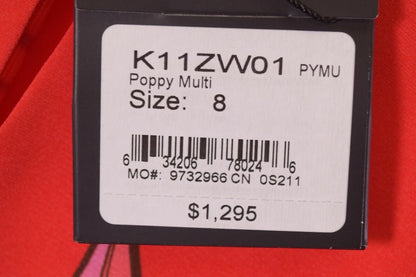 K11ZW01 PYMU
Poppy Multi
Size: 8
6 34206 78024 6
MO#: 9732966 CN 0S211
$1,295